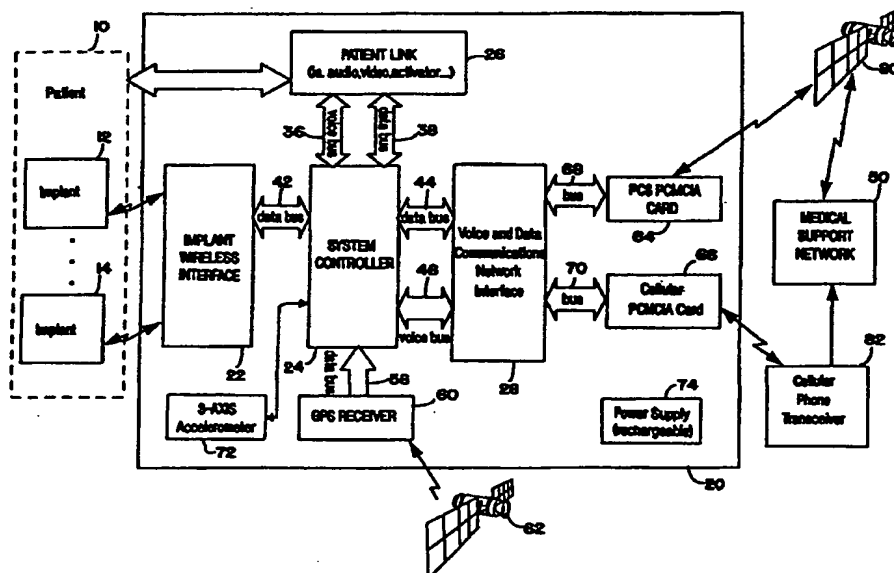 10
Patient
12
Implant
14
Implant
PATIENT LINK
(ie. audio,video,activator...)
26
36
voice bus
data bus
38
IMPLANT
WIRELESS
INTERFACE
22
42
data bus
SYSTEM
CONTROLLER
24
44
data bus
46
voice bus
Voice and Data
Communications
Network
Interface
28
68
bus
PCS PCMCIA
CARD
64
70
bus
66
Cellular
PCMCIA Card
80
50
MEDICAL
SUPPORT
NETWORK
82
Cellular
Phone
Transceiver
3-AXIS
Accelerometer
72
data bus
58
GPS RECEIVER
60
74
Power Supply
(rechargeable)
20
62